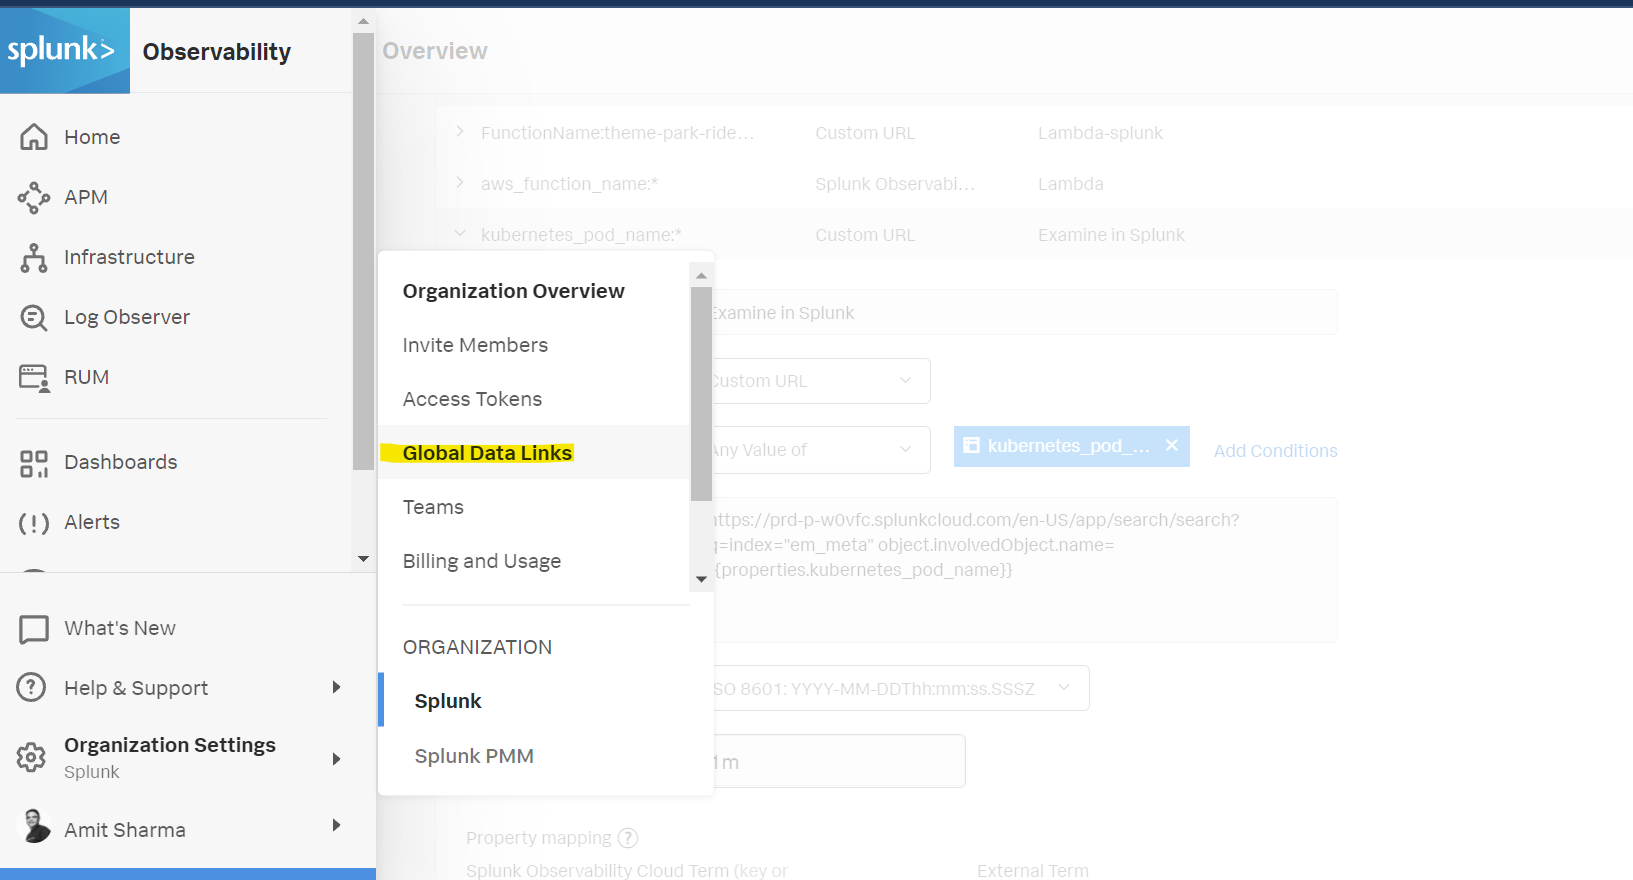 splunk>
Observability
Home
APM
Infrastructure
Log Observer
RUM
Dashboards
Alerts
What's New
Help & Support
Organization Settings
Splunk
Amit Sharma
Organization Overview
Invite Members
Access Tokens
Global Data Links
Teams
Billing and Usage
ORGANIZATION
Splunk
Splunk PMM
Overview
FunctionName:theme-park-ride... Custom URL Lambda-splunk
aws_function_name:* Splunk Observabi... Lambda
kubernetes_pod_name:* Custom URL Examine in Splunk
Examine in Splunk
Custom URL
Any Value of kubernetes_pod_... Add Conditions
https://prd-p-w0vfc.splunkcloud.com/en-US/app/search/search?
q=index="em_meta" object.involvedObject.name=
{{properties.kubernetes_pod_name}}
ISO 8601: YYYY-MM-DDThh:mm:ss.SSSZ
1m
Property mapping ?
Splunk Observability Cloud Term (key or External Term